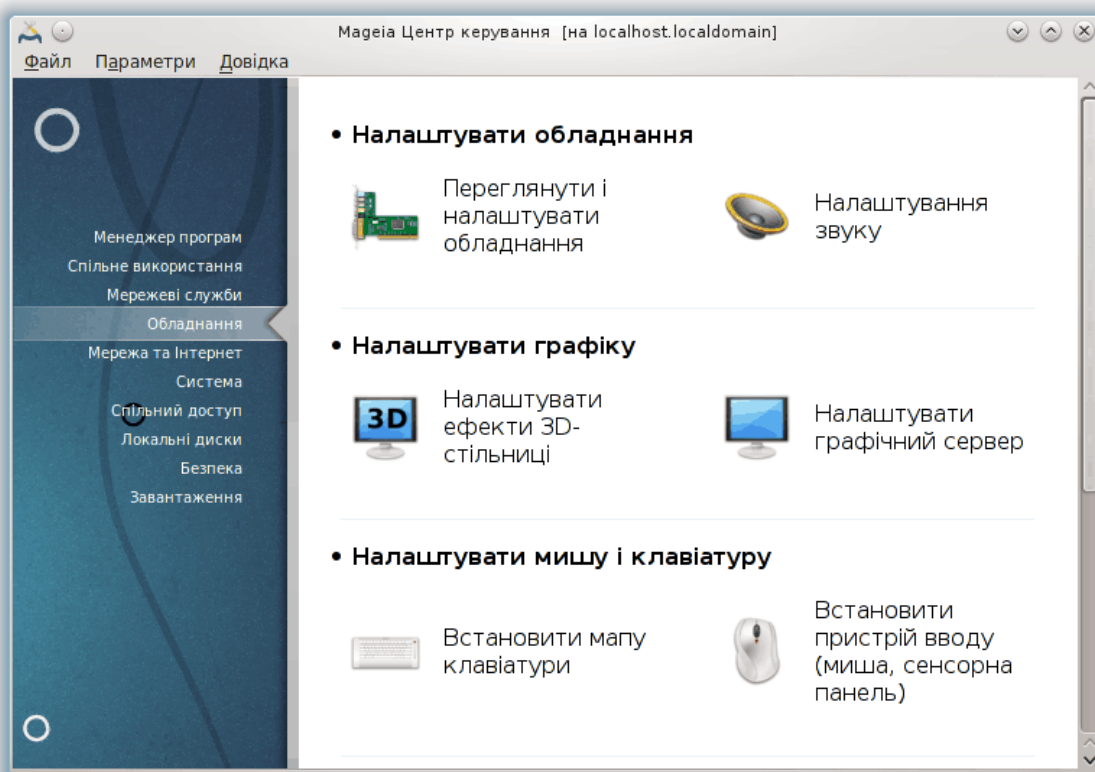 Mageia Центр керування [на localhost.localdomain]
Файл Параметри Довідка
Менеджер програм
Спільне використання
Мережеві служби
Обладнання
Мережа та Інтернет
Система
Спільний доступ
Локальні диски
Безпека
Завантаження
• Налаштувати обладнання
Переглянути і
налаштувати
обладнання
Налаштування
звуку
• Налаштувати графіку
3D
Налаштувати
ефекти 3D-
стільниці
Налаштувати
графічний сервер
• Налаштувати мишу і клавіатуру
Встановити мапу
клавіатури
Встановити
пристрій вводу
(миша, сенсорна
панель)